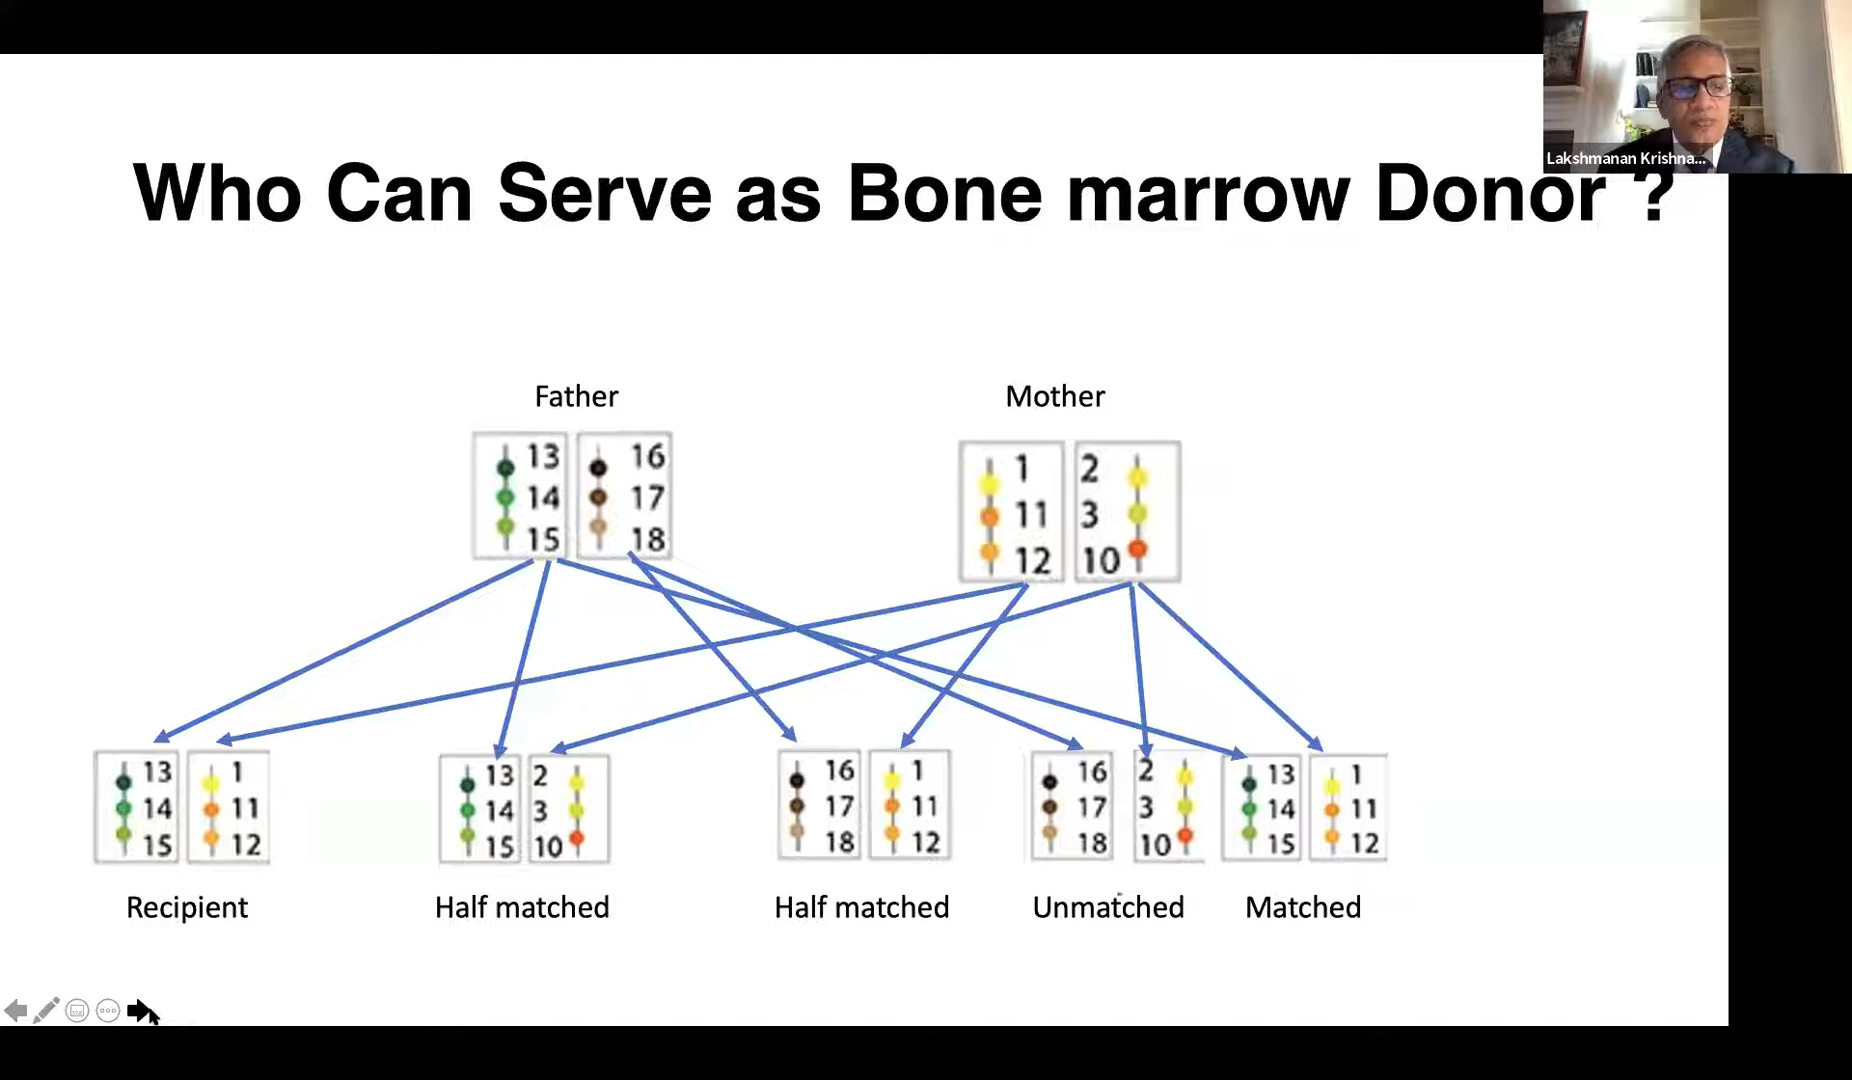 Lakshmanan Krishna...
Who Can Serve as Bone marrow Donor ?
Father
Mother
13 16
14 17
15 18
1 2
11 3
12 10
13 1
14 11
15 12
13 2
14 3
15 10
16 1
17 11
18 12
16 2
17 3
18 10
13 1
14 11
15 12
Recipient
Half matched
Half matched
Unmatched
Matched